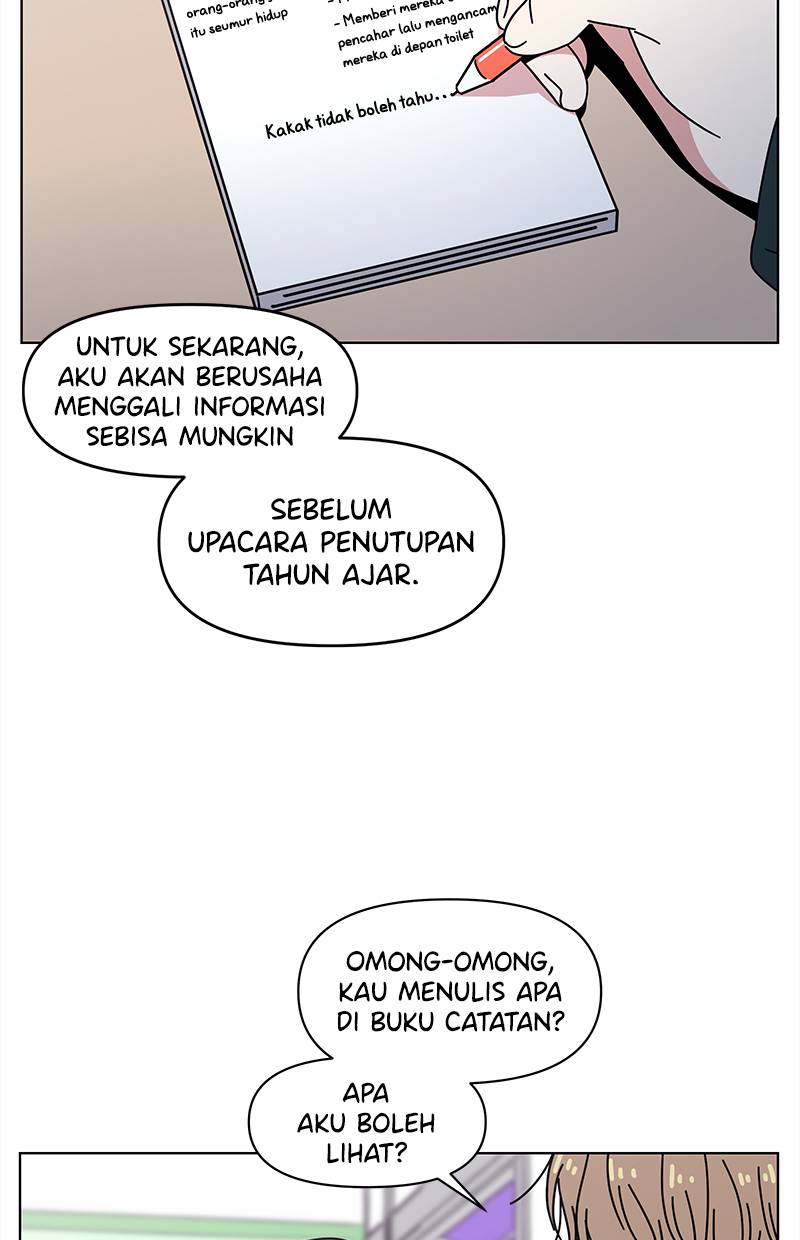 itu seumur hidup
- Memberi mereka
pencahar lalu mengancam
mereka di depan toilet
Kakak tidak boleh tahu...
UNTUK SEKARANG,
AKU AKAN BERUSAHA
MENGGALI INFORMASI
SEBISA MUNGKIN
SEBELUM
UPACARA PENUTUPAN
TAHUN AJAR.
OMONG-OMONG,
KAU MENULIS APA
DI BUKU CATATAN?
APA
AKU BOLEH
LIHAT?